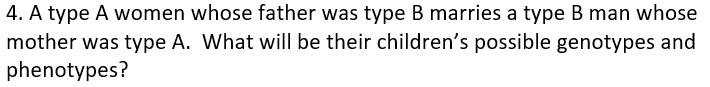 4. A type A women whose father was type B marries a type B man whose
mother was type A.  What will be their children’s possible genotypes and
phenotypes?